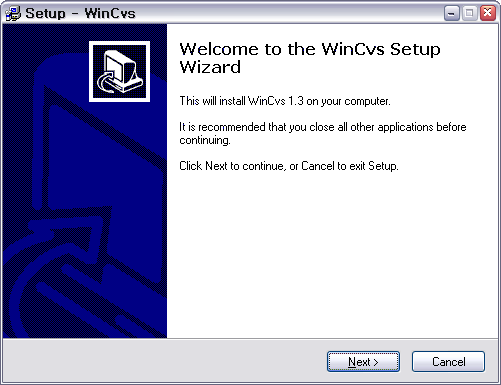 Setup - WinCvs
Welcome to the WinCvs Setup
Wizard
This will install WinCvs 1.3 on your computer.
It is recommended that you close all other applications before
continuing.
Click Next to continue, or Cancel to exit Setup.
Next >
Cancel